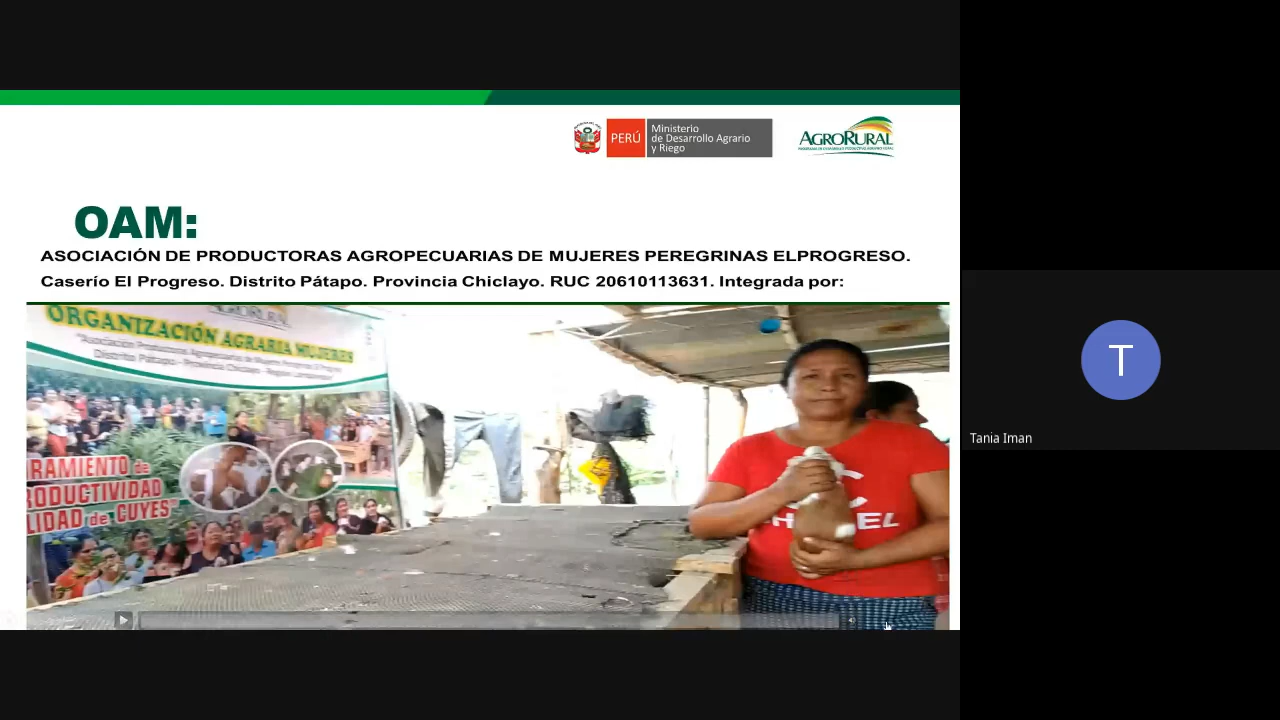 PERÚ
Ministerio
de Desarrollo Agrario
y Riego
AGRORURAL
OAM:
ASOCIACIÓN DE PRODUCTORAS AGROPECUARIAS DE MUJERES PEREGRINAS ELPROGRESO.
Caserío El Progreso. Distrito Pátapo. Provincia Chiclayo. RUC 20610113631. Integrada por:
ORGANIZACIÓN AGRARIA MUJERES
RAMIENTO de
RODUCTIVIDAD
LIDAD de CUYES"
T
Tania Iman